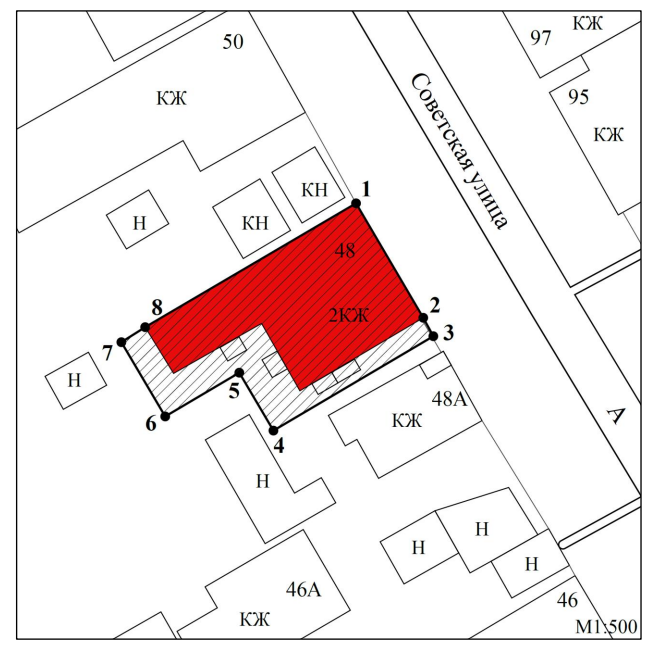 КЖ
97
50
95
КЖ
КЖ
Советская улица
КН
1
Н
КН
48
2КЖ
2
8
3
7
Н
5
48А
6
4
КЖ
А
Н
Н
Н
Н
46А
46
КЖ
М1:500